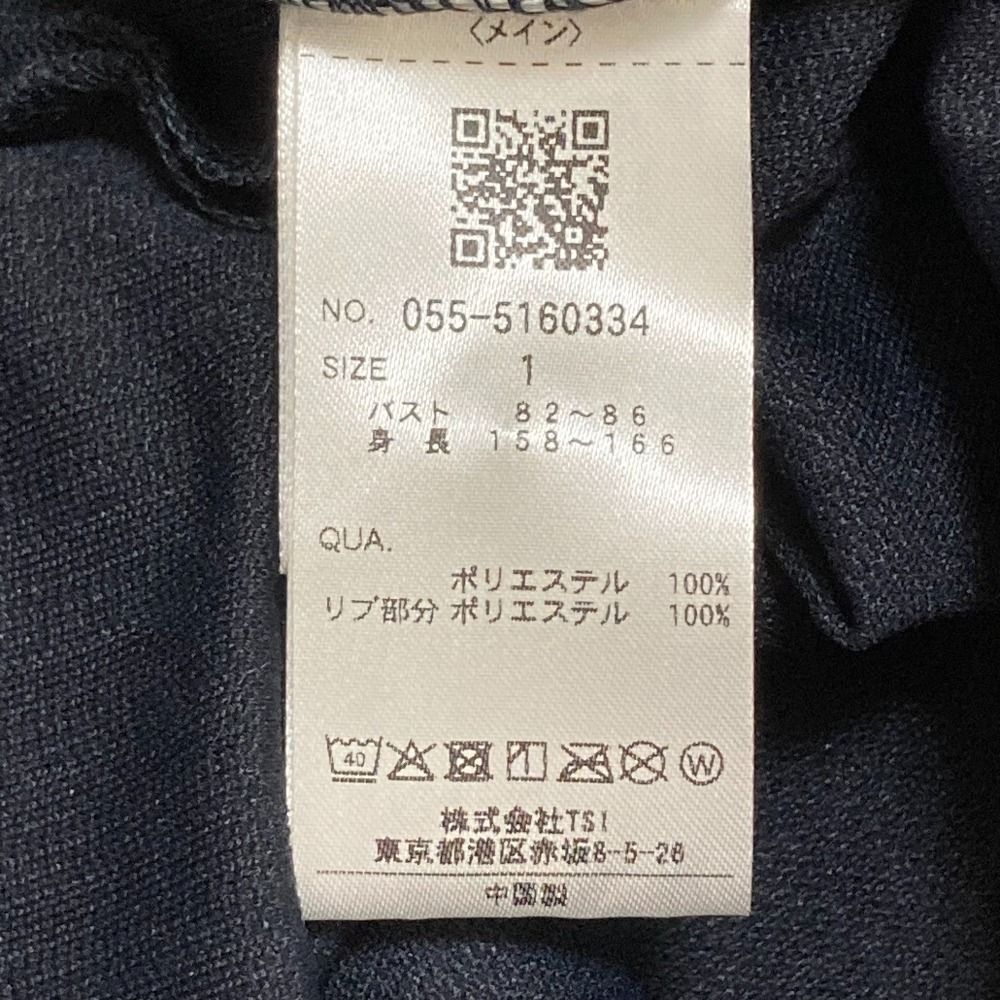 〈メイン〉
NO. 055-5160334
SIZE 1
バスト 82～86
身長 158～166
QUA.
ポリエステル 100%
リブ部分 ポリエステル 100%
40 W
株式会社TSI
東京都港区赤坂8-5-28
中国製